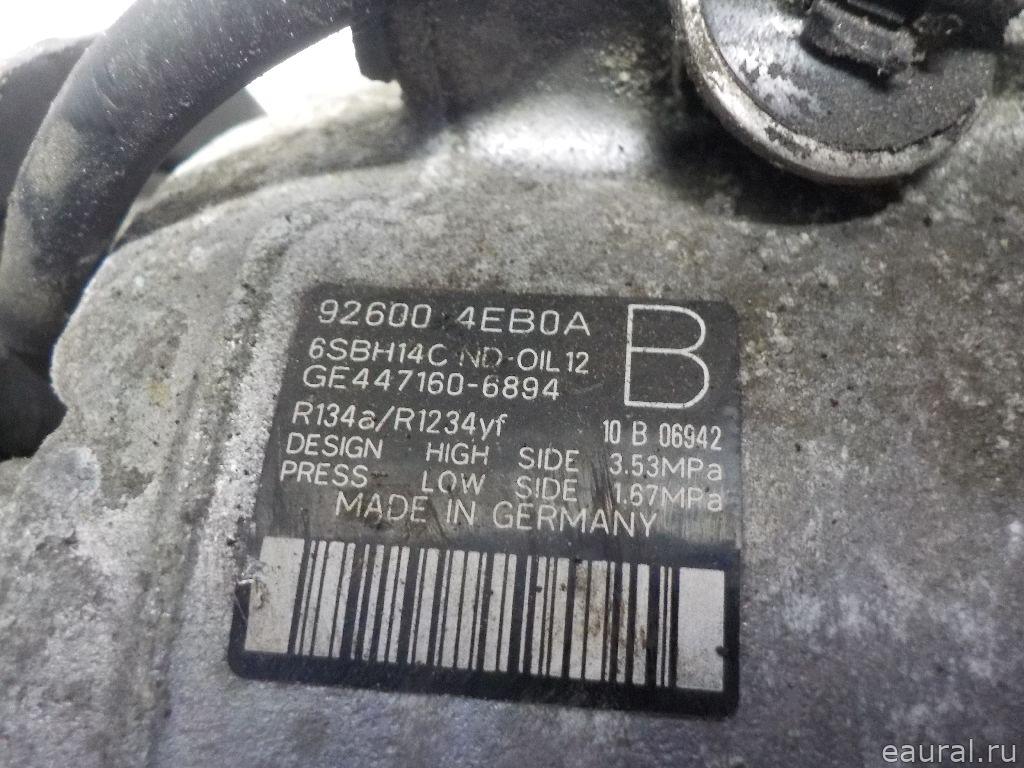 92600 4EB0A
B
6SBH14C ND-OIL12
GE447160-6894
R134a/R1234yf 10 B 06942
DESIGN HIGH SIDE 3.53MPa
PRESS LOW SIDE 1.67MPa
MADE IN GERMANY
eaural.ru